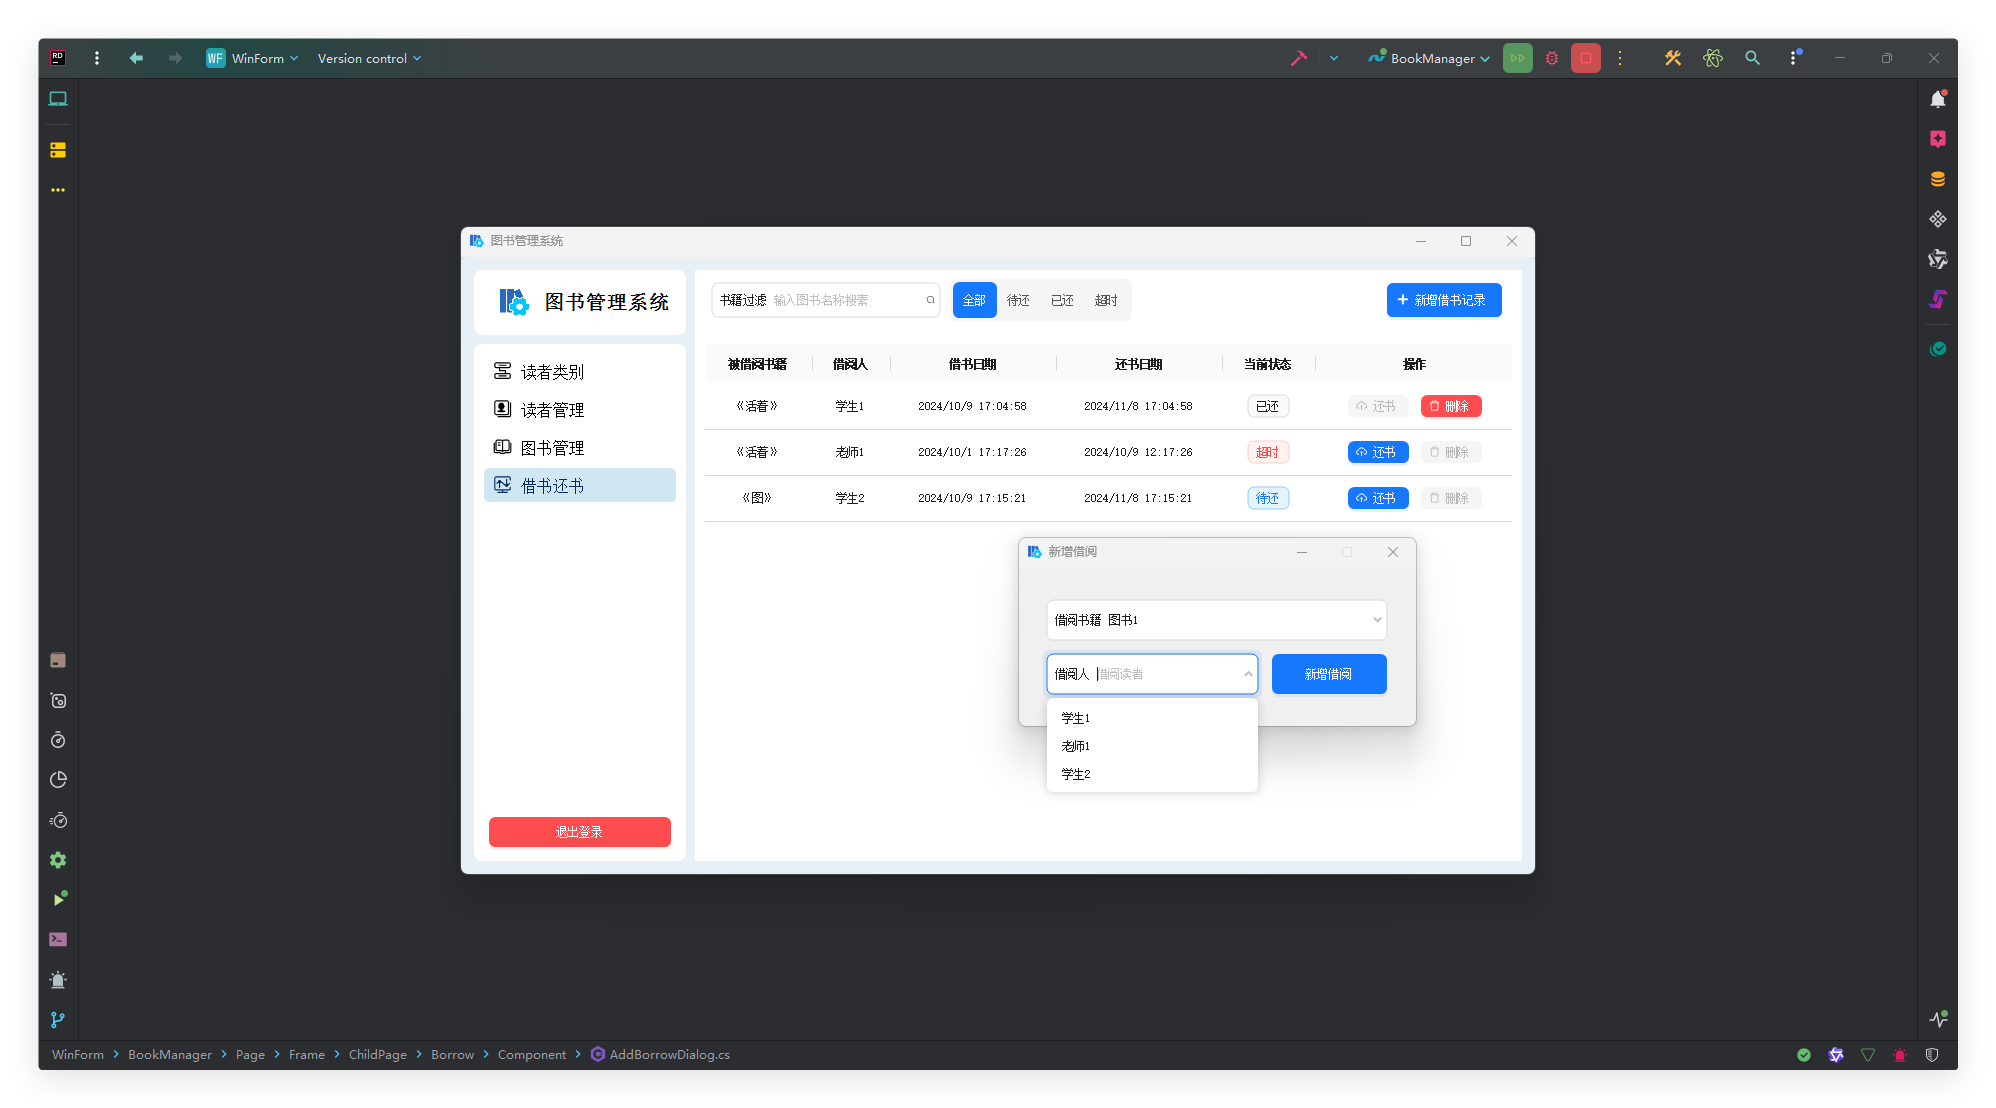 RD
WF WinForm Version control BookManager
图书管理系统
图书管理系统
读者类别
读者管理
图书管理
借书还书
退出登录
书籍过滤 输入图书名称搜素 全部 待还 已还 超时 新增借书记录
被借阅书籍 借阅人 借书日期 还书日期 当前状态 操作
《活着》 学生1 2024/10/9 17:04:58 2024/11/8 17:04:58 已还 还书 删除
《活着》 老师1 2024/10/1 17:17:26 2024/10/9 12:17:26 超时 还书 删除
《图》 学生2 2024/10/9 17:15:21 2024/11/8 17:15:21 待还 还书 删除
新增借阅
借阅书籍 图书1
借阅人 借阅读者 新增借阅
学生1
老师1
学生2
WinForm BookManager Page Frame ChildPage Borrow Component AddBorrowDialog.cs